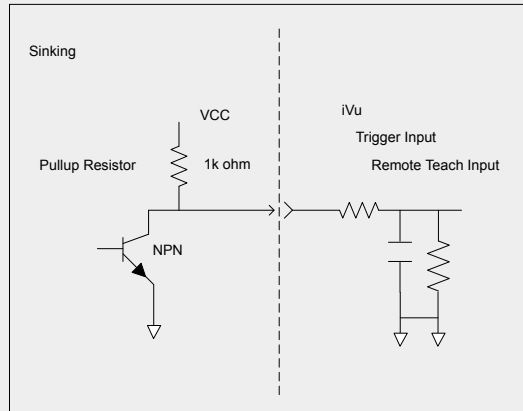 Sinking
VCC
Pullup Resistor
1k ohm
NPN
iVu
Trigger Input
Remote Teach Input